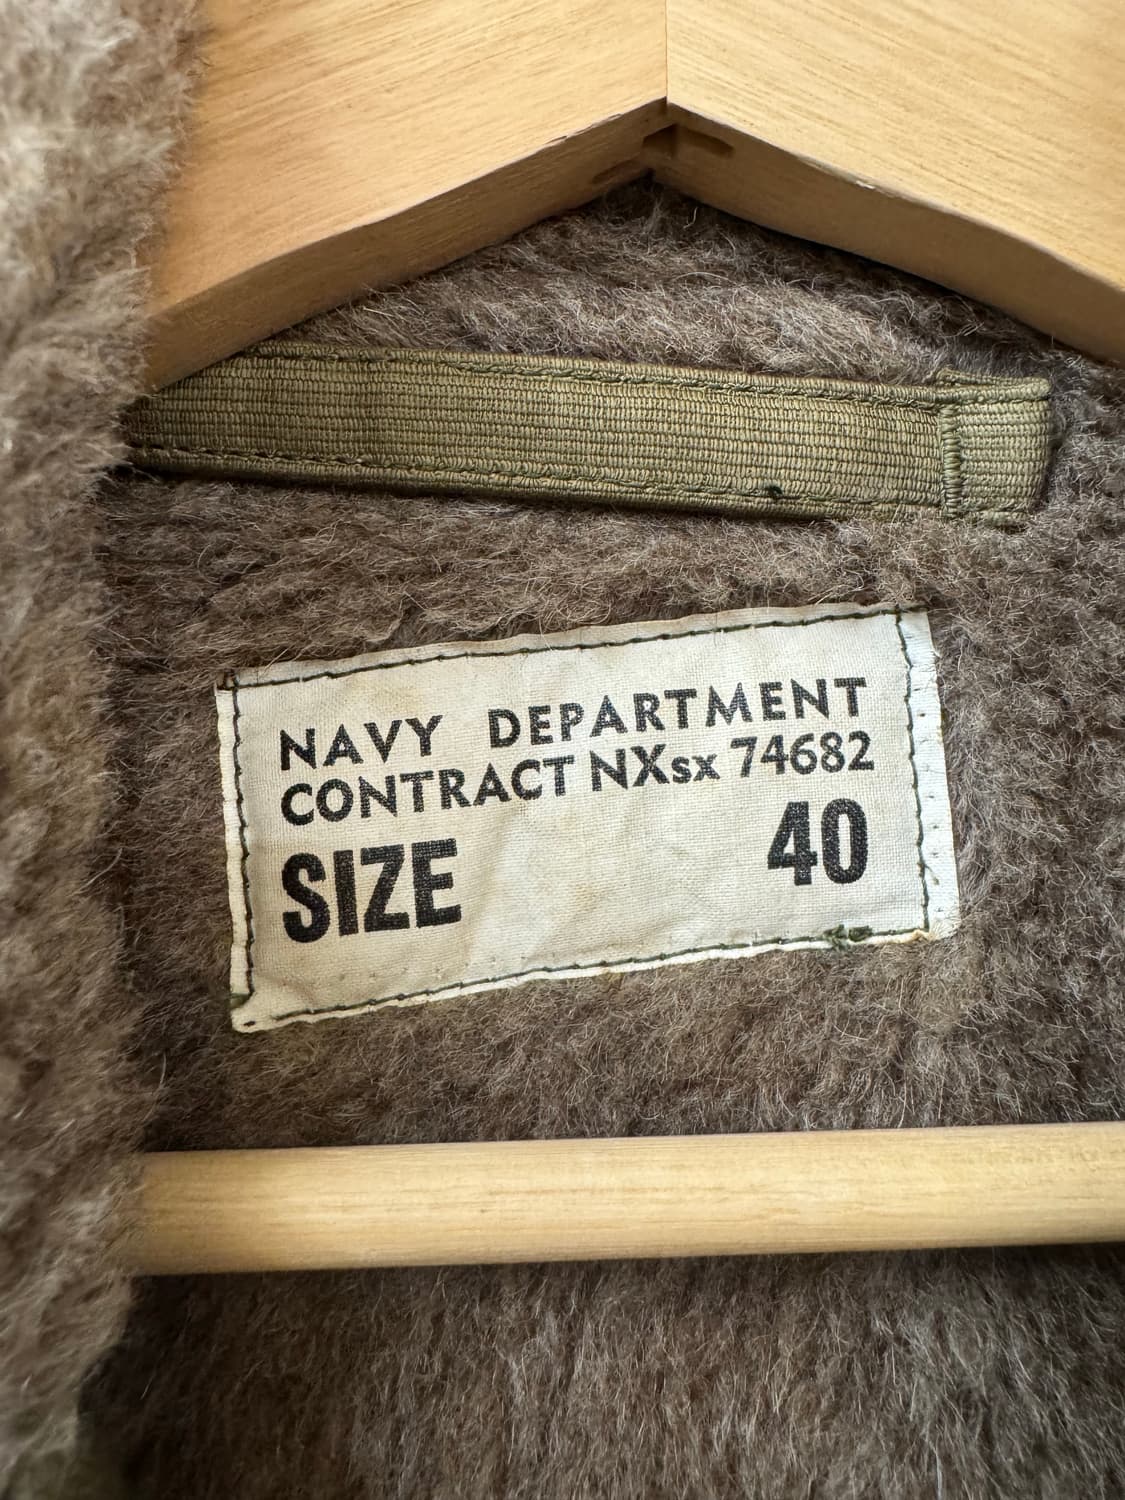 NAVY DEPARTMENT
CONTRACT NXsx 74682
SIZE 40